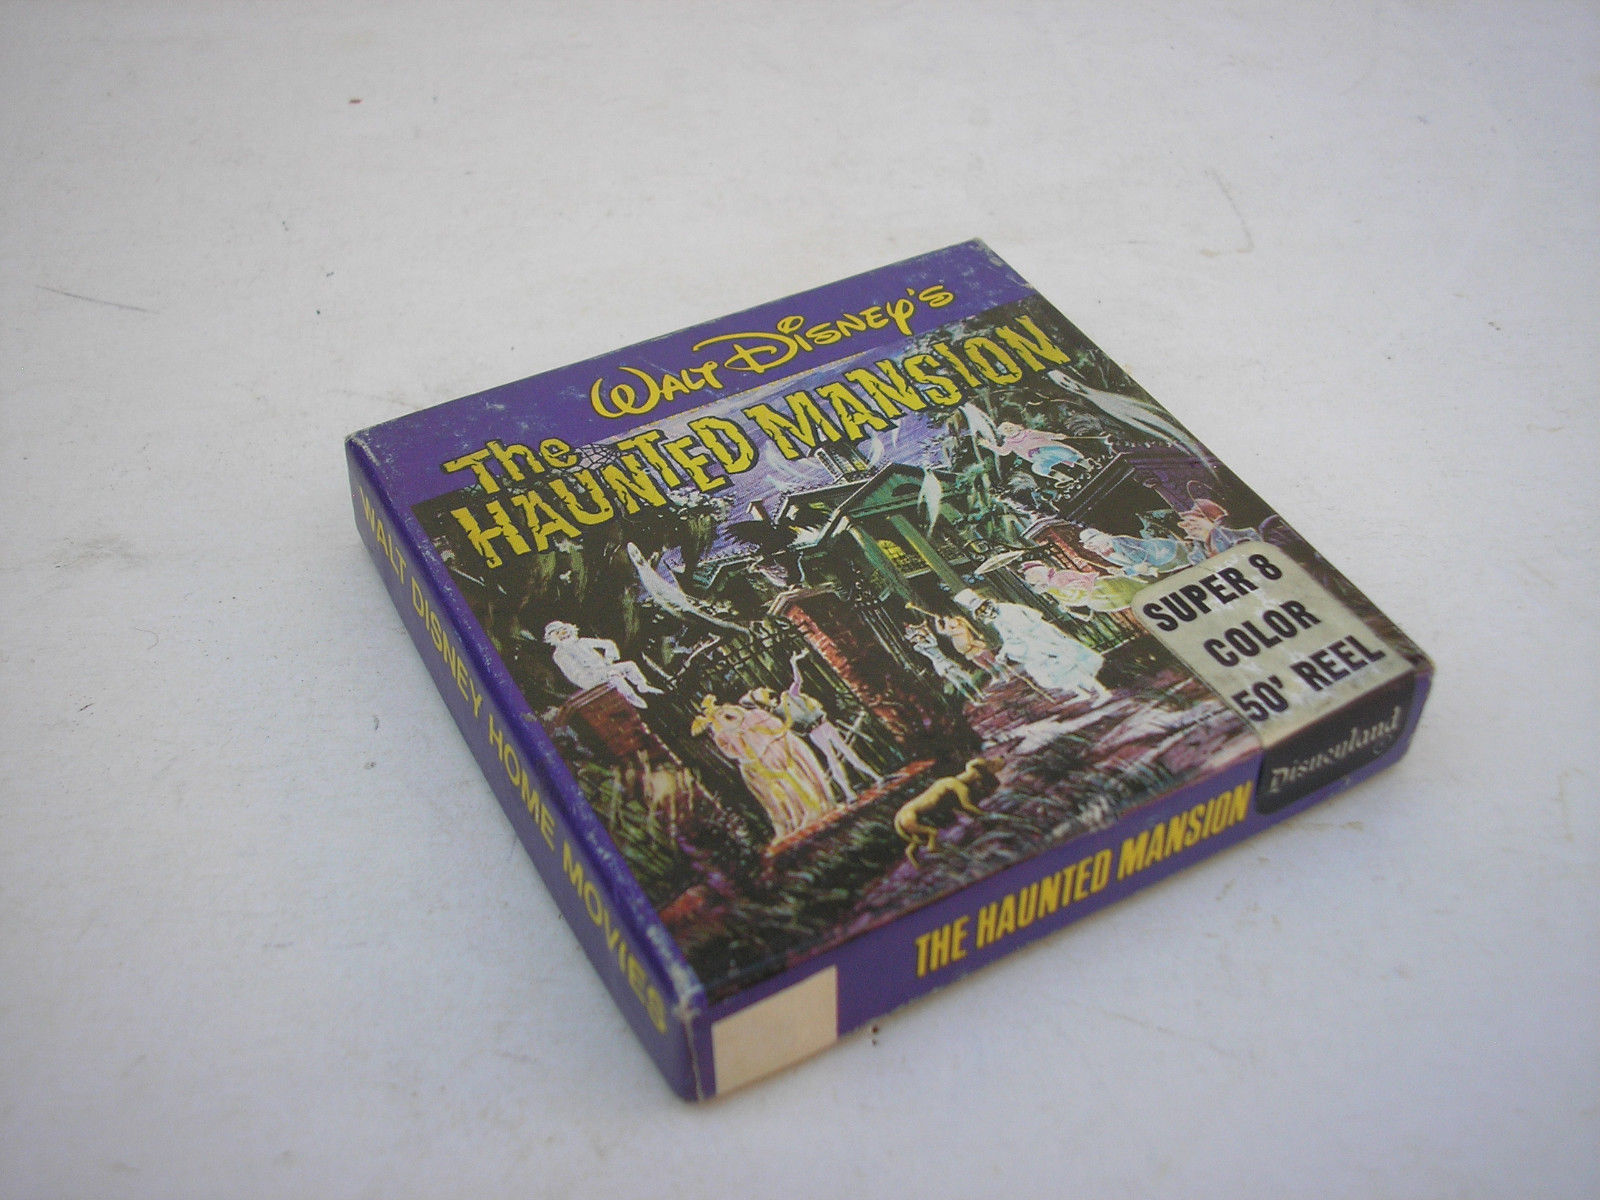 WALT DISNEY'S
The
HAUNTED MANSION
SUPER 8
COLOR
50' REEL
Disneyland
THE HAUNTED MANSION
WALT DISNEY HOME MOVIES